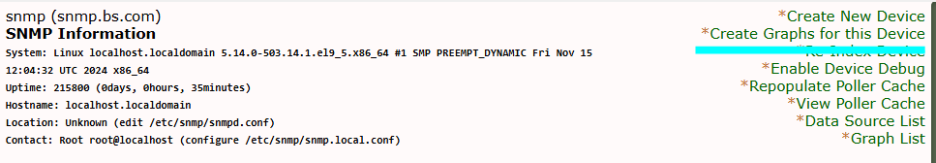 snmp (snmp.bs.com)
SNMP Information
System: Linux localhost.localdomain 5.14.0-503.14.1.el9_5.x86_64 #1 SMP PREEMPT_DYNAMIC Fri Nov 15
12:04:32 UTC 2024 x86_64
Uptime: 215800 (0days, 0hours, 35minutes)
Hostname: localhost.localdomain
Location: Unknown (edit /etc/snmp/snmpd.conf)
Contact: Root root@localhost (configure /etc/snmp/snmp.local.conf)
*Create New Device
*Create Graphs for this Device
*Re-Index Device
*Enable Device Debug
*Repopulate Poller Cache
*View Poller Cache
*Data Source List
*Graph List